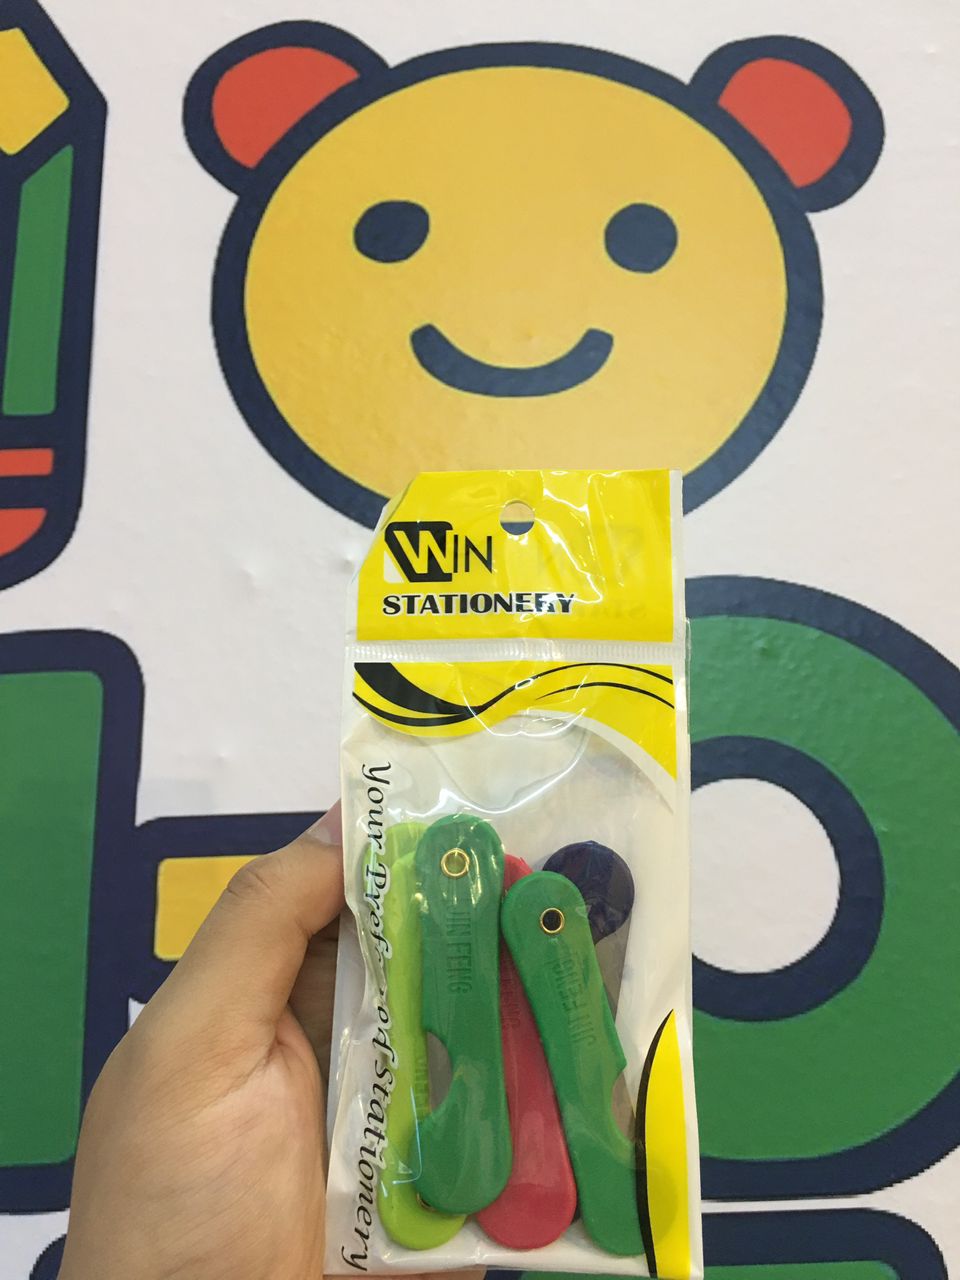 WIN
STATIONERY
Your Preferred Stationery
JIN FENG
JIN FENG